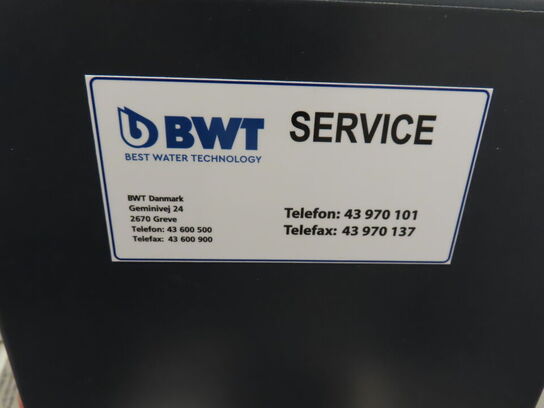 BWT
BEST WATER TECHNOLOGY
SERVICE
BWT Danmark
Geminivej 24
2670 Greve
Telefon: 43 600 500
Telefax: 43 600 900
Telefon: 43 970 101
Telefax: 43 970 137